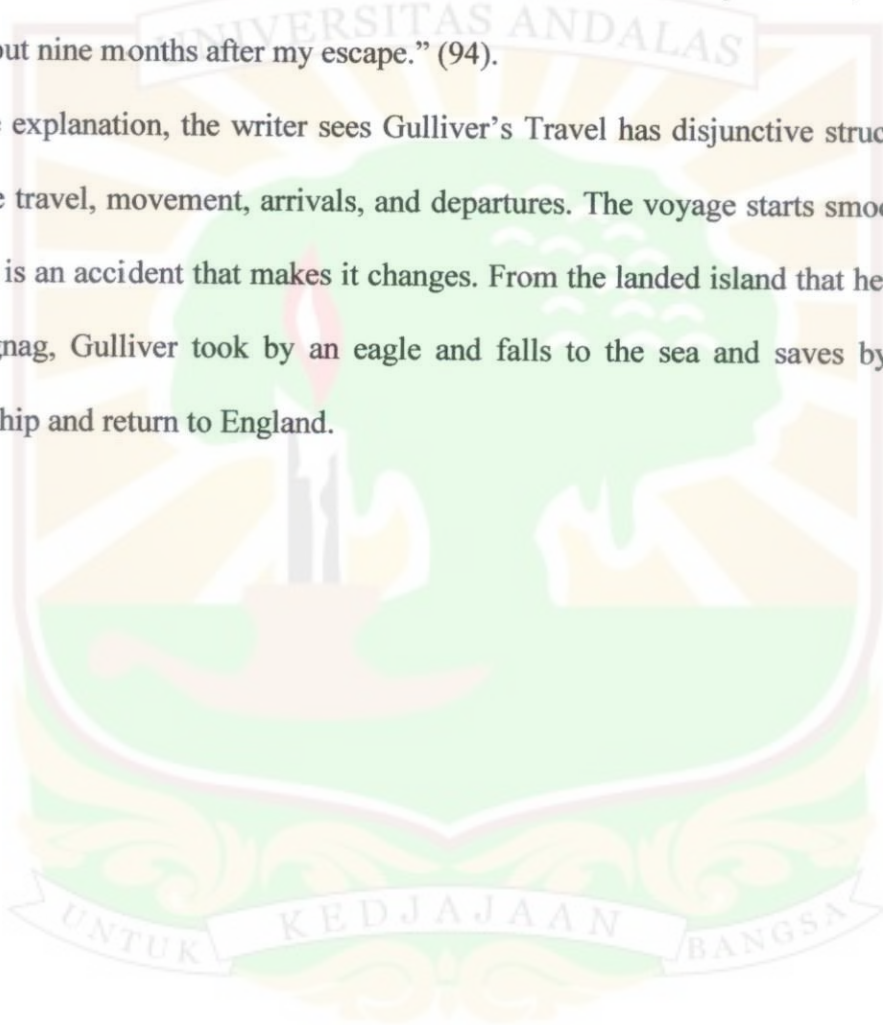 UNIVERSITAS ANDALAS
out nine months after my escape.” (94).
explanation, the writer sees Gulliver’s Travel has disjunctive struc
travel, movement, arrivals, and departures. The voyage starts smoo
is an accident that makes it changes. From the landed island that he
gnag, Gulliver took by an eagle and falls to the sea and saves by
hip and return to England.
UNTUK KEDJAJAAN BANGSA